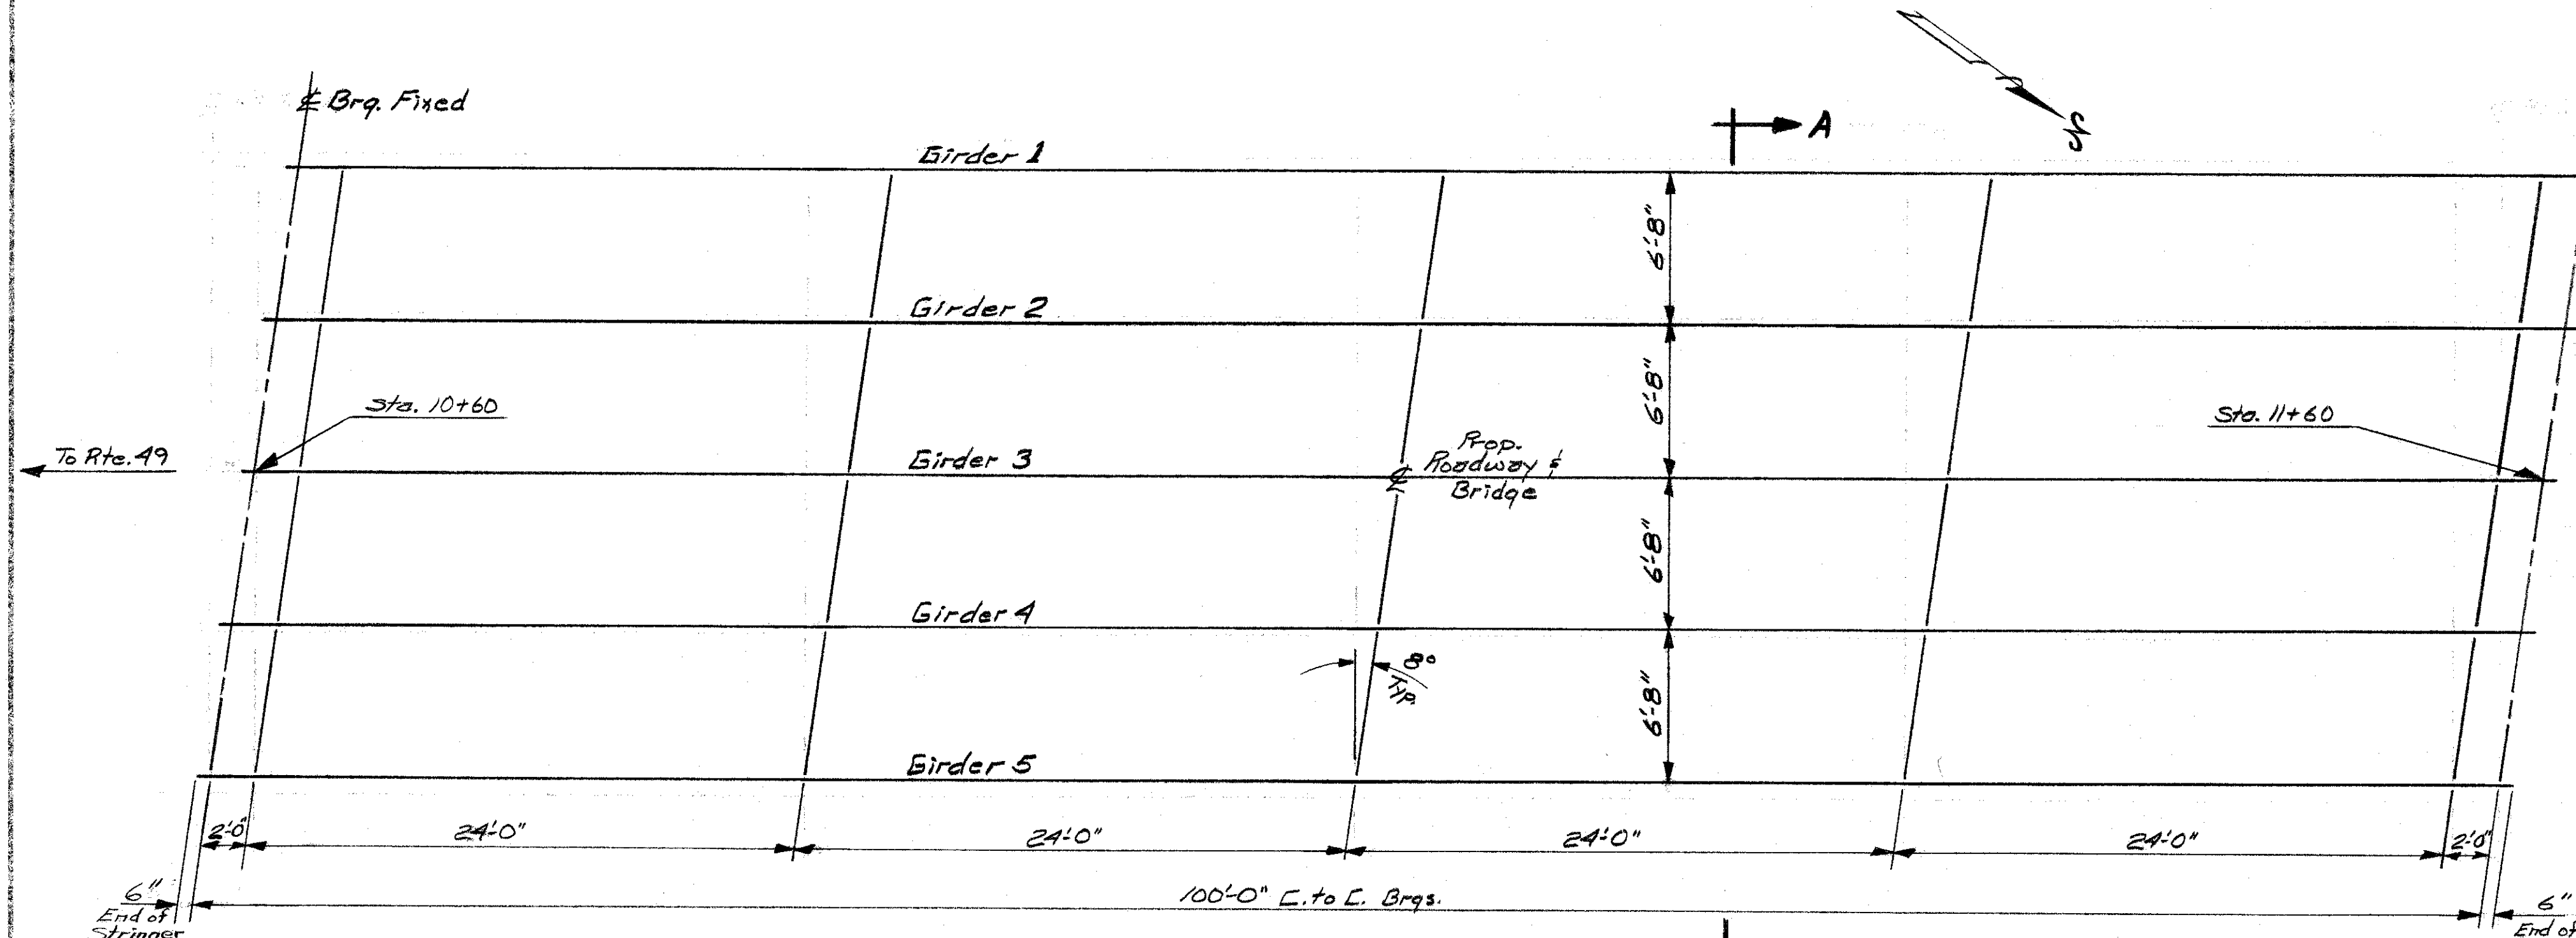 ℄ Brg. Fixed
A
N
Girder 1
6'-8"
Girder 2
6'-8"
Sta. 10+60
Sta. 11+60
To Rte. 49
Girder 3
℄
Prop.
Roadway &
Bridge
6'-8"
Girder 4
8°
Typ.
6'-8"
Girder 5
2'-0"
24'-0"
24'-0"
24'-0"
24'-0"
2'-0"
100'-0" C. to C. Brgs.
6"
End of
Stringer
6"
End of